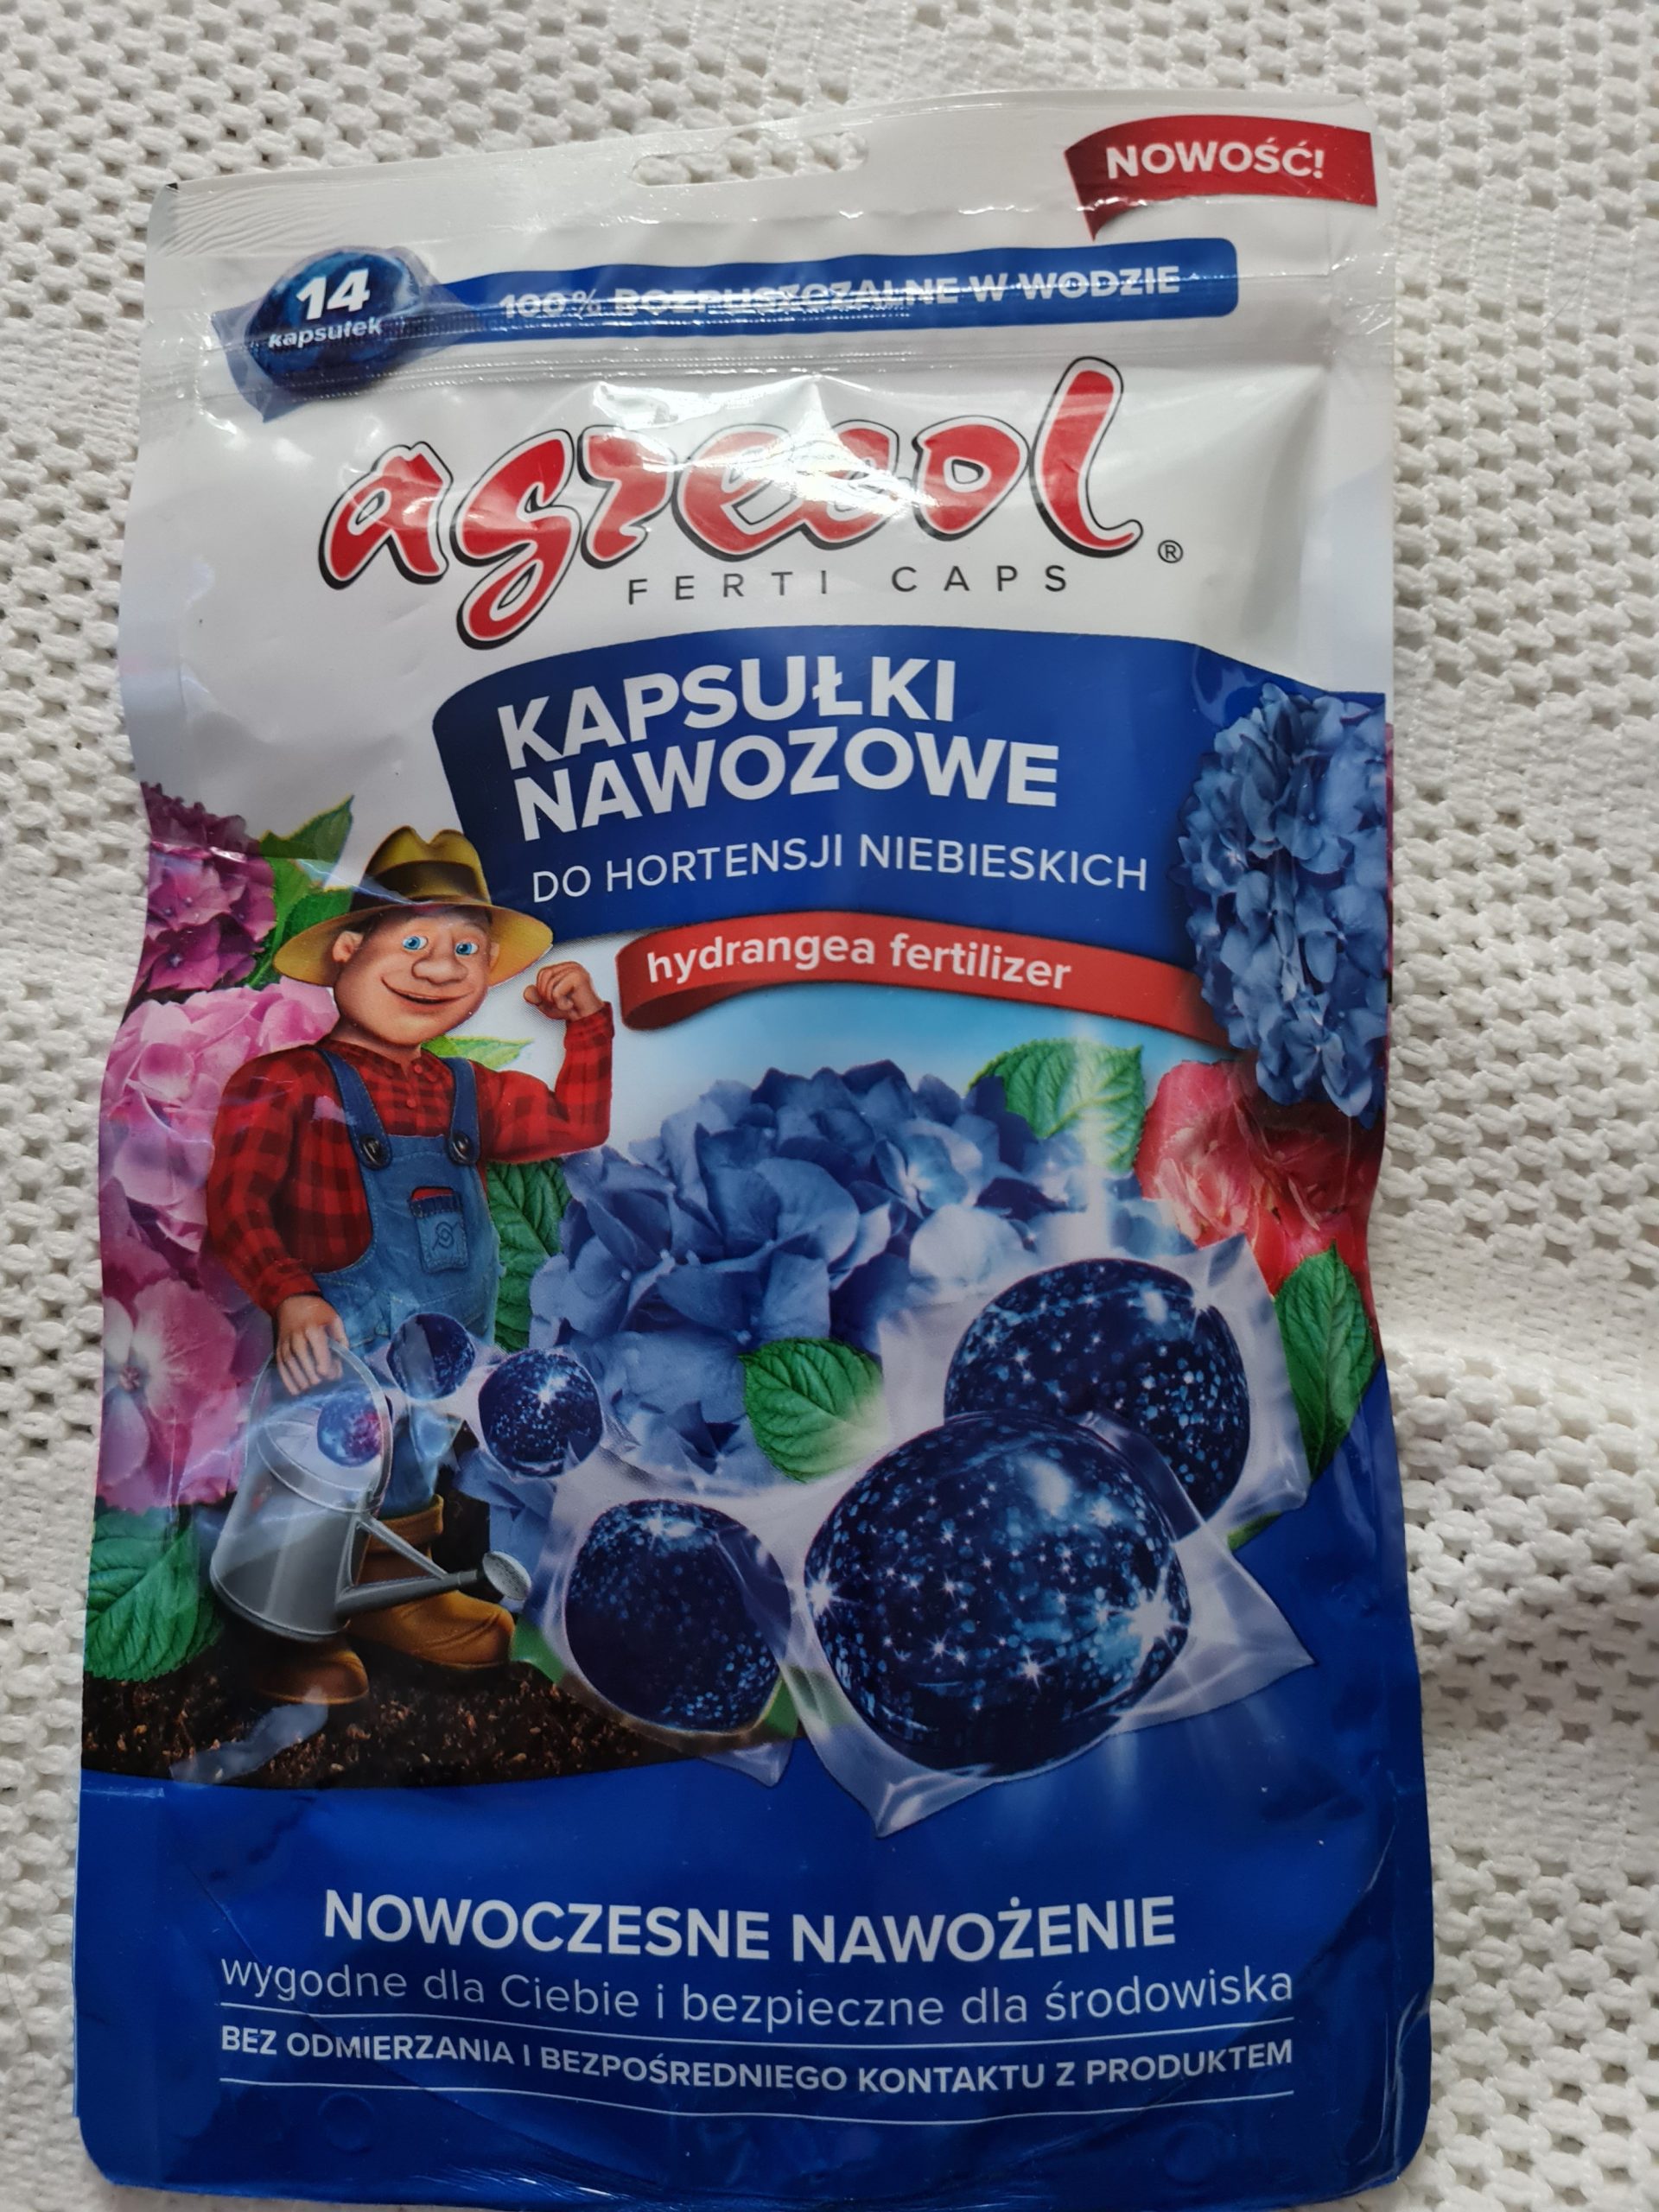 NOWOŚĆ!
14
kapsułek
100% ROZPUSZCZALNE W WODZIE
agrecol®
FERTI CAPS
KAPSUŁKI
NAWOZOWE
DO HORTENSJI NIEBIESKICH
hydrangea fertilizer
NOWOCZESNE NAWOŻENIE
wygodne dla Ciebie i bezpieczne dla środowiska
BEZ ODMIERZANIA I BEZPOŚREDNIEGO KONTAKTU Z PRODUKTEM